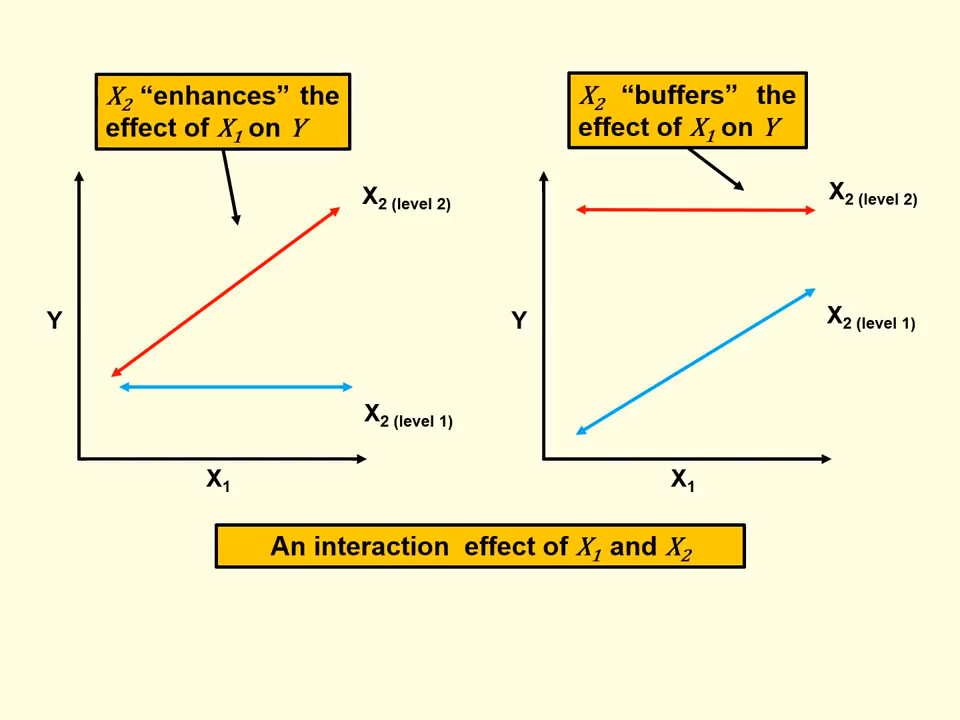 X2 “enhances” the
effect of X1 on Y
X2 “buffers” the
effect of X1 on Y
X2 (level 2)
Y
X2 (level 1)
X1
X2 (level 2)
Y
X2 (level 1)
X1
An interaction effect of X1 and X2